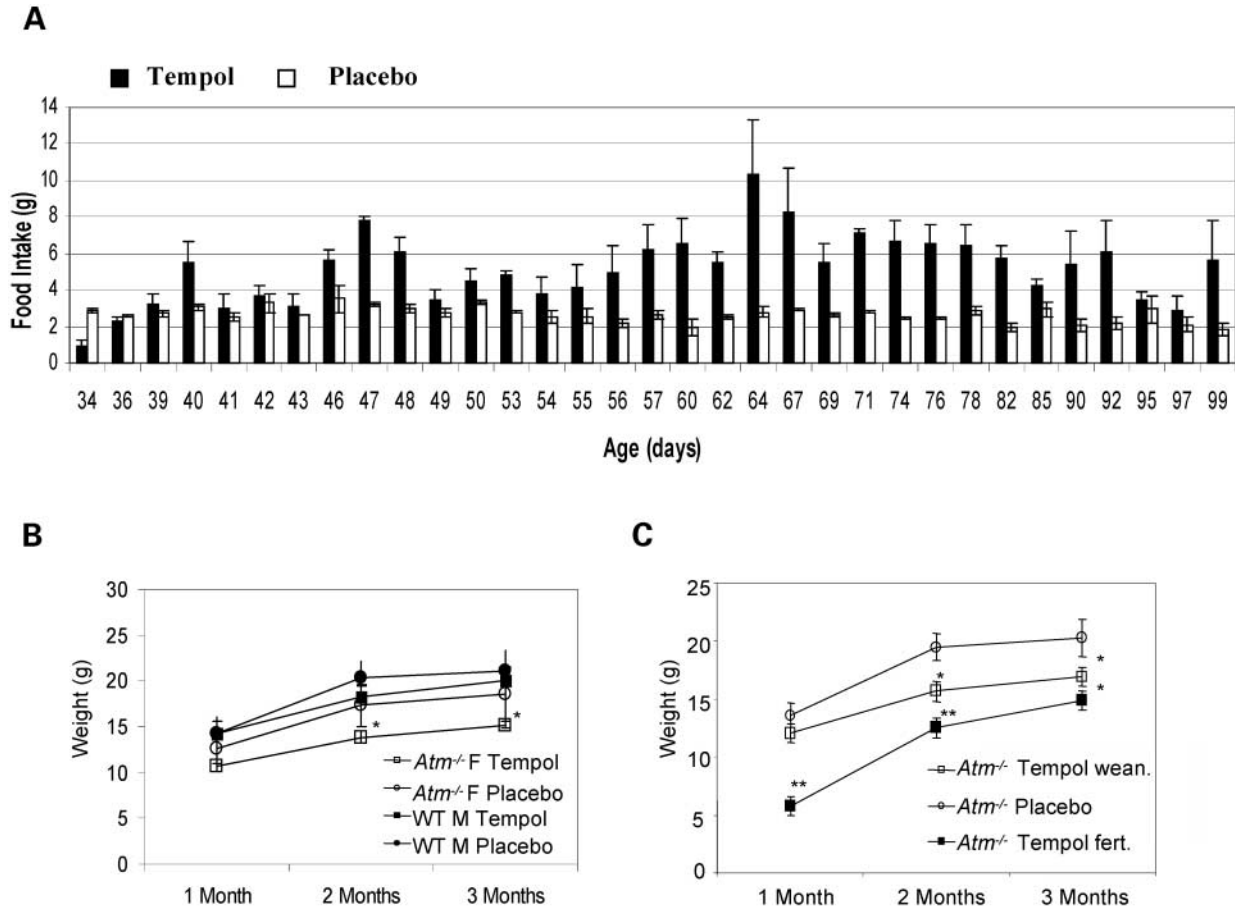 A
Tempol Placebo
14
12
10
8
6
4
2
0
Food Intake (g)
34 36 39 40 41 42 43 46 47 48 49 50 53 54 55 56 57 60 62 64 67 69 71 74 76 78 82 85 90 92 95 97 99
Age (days)
B
30
25
20
15
10
5
0
Weight (g)
*
*
Atm-/- F Tempol
Atm-/- F Placebo
WT M Tempol
WT M Placebo
1 Month 2 Months 3 Months
C
25
20
15
10
5
0
Weight (g)
*
*
*
**
**
Atm-/- Tempol wean.
Atm-/- Placebo
Atm-/- Tempol fert.
1 Month 2 Months 3 Months